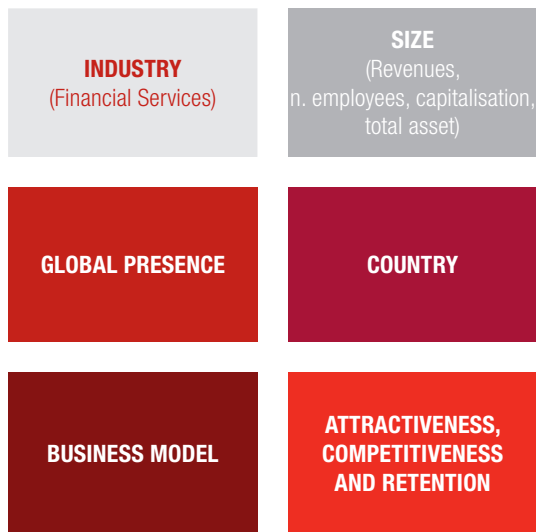 INDUSTRY
(Financial Services)
SIZE
(Revenues,
n. employees, capitalisation,
total asset)
GLOBAL PRESENCE
COUNTRY
BUSINESS MODEL
ATTRACTIVENESS,
COMPETITIVENESS
AND RETENTION